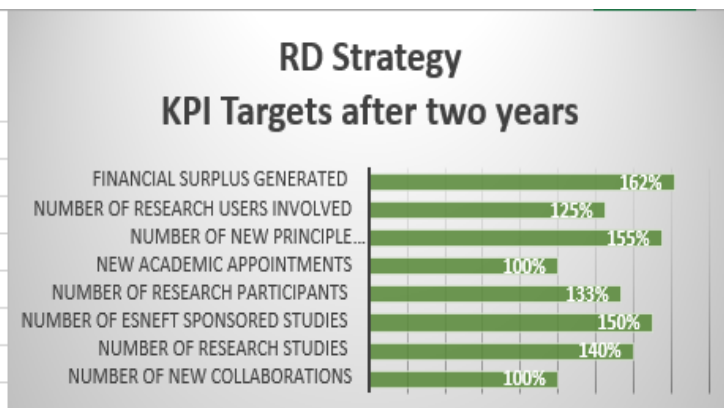 RD Strategy
KPI Targets after two years
FINANCIAL SURPLUS GENERATED 162%
NUMBER OF RESEARCH USERS INVOLVED 125%
NUMBER OF NEW PRINCIPLE... 155%
NEW ACADEMIC APPOINTMENTS 100%
NUMBER OF RESEARCH PARTICIPANTS 133%
NUMBER OF ESNEFT SPONSORED STUDIES 150%
NUMBER OF RESEARCH STUDIES 140%
NUMBER OF NEW COLLABORATIONS 100%